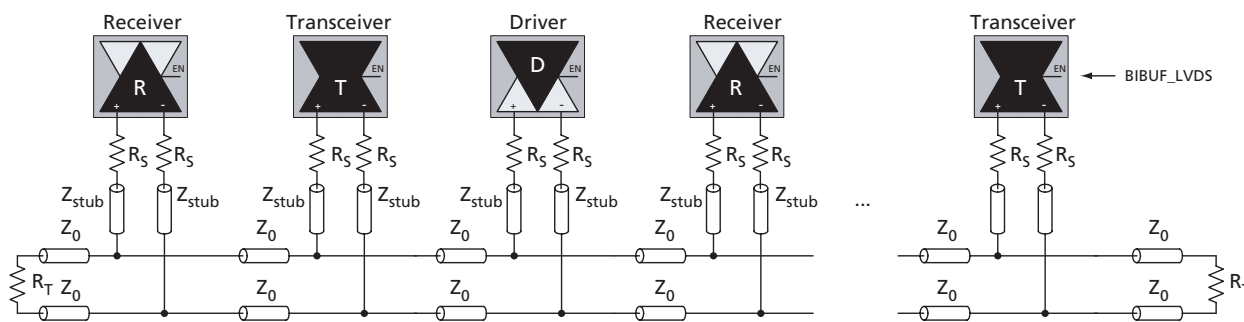 Receiver Transceiver Driver Receiver Transceiver
R EN T EN D EN R EN T EN BIBUF_LVDS
+ - + - + - + - + -
RS RS RS RS RS RS RS RS RS RS
Zstub Zstub Zstub Zstub Zstub Zstub Zstub Zstub ...
Z0 Z0 Z0 Z0 Z0 Z0
RT RT
Z0 Z0 Z0 Z0 Z0 Z0